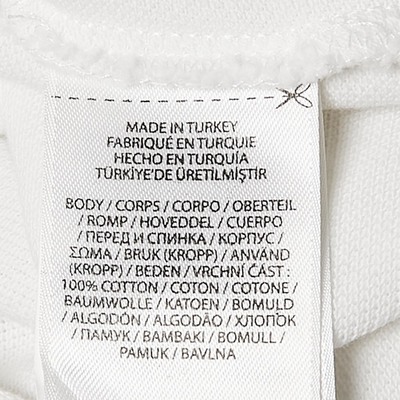 MADE IN TURKEY
FABRIQUÉ EN TURQUIE
HECHO EN TURQUÍA
TÜRKİYE'DE ÜRETİLMİŞTİR
BODY / CORPS / CORPO / OBERTEIL
/ ROMP / HOVEDDEL / CUERPO
/ ПЕРЕД И СПИНКА / КОРПУС /
ΣΩΜΑ / BRUK (KROPP) / ANVÄND
(KROPP) / BEDEN / VRCHNÍ ČÁST :
100% COTTON / COTON / COTONE /
BAUMWOLLE / KATOEN / BOMULD
/ ALGODÓN / ALGODÃO / ХЛОПОК
/ ПАМУК / BAMBAKI / BOMULL /
PAMUK / BAVLNA